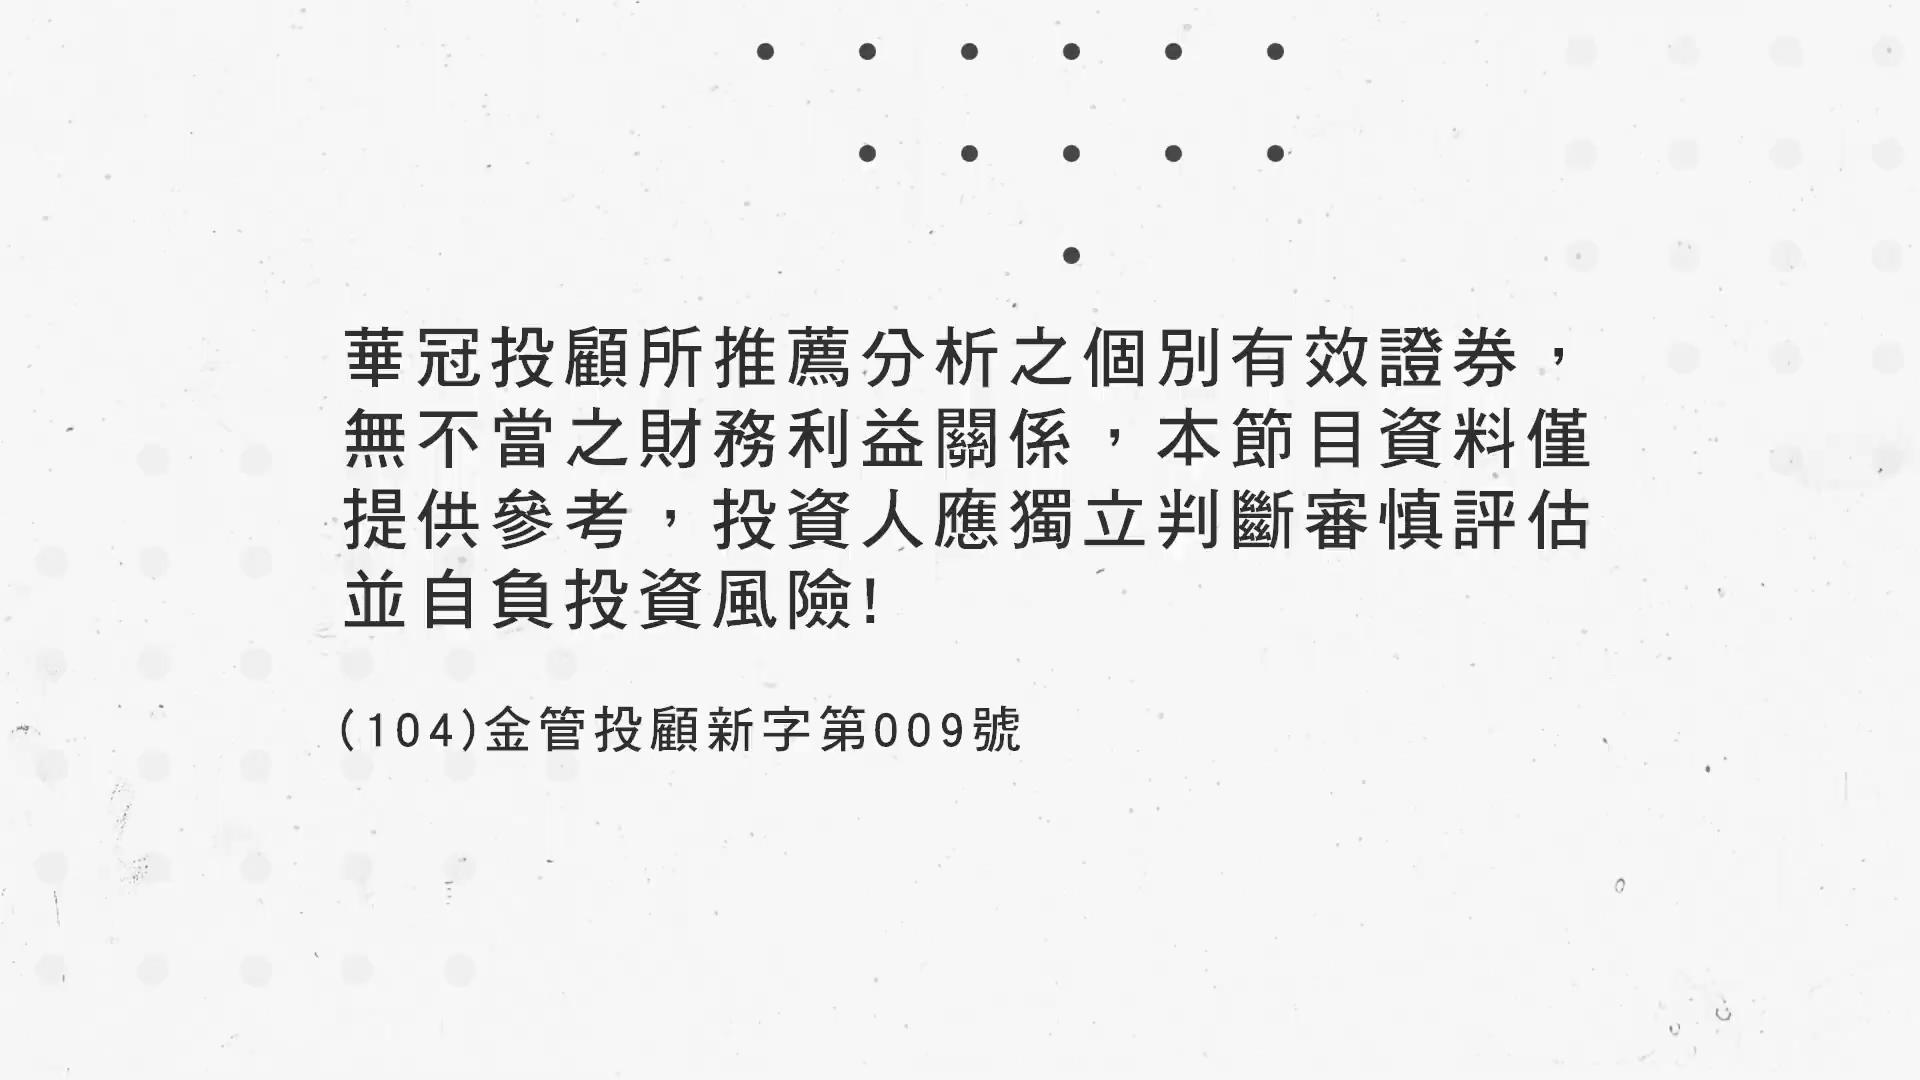 華冠投顧所推薦分析之個別有效證券，
無不當之財務利益關係，本節目資料僅
提供參考，投資人應獨立判斷審慎評估
並自負投資風險!
(104)金管投顧新字第009號